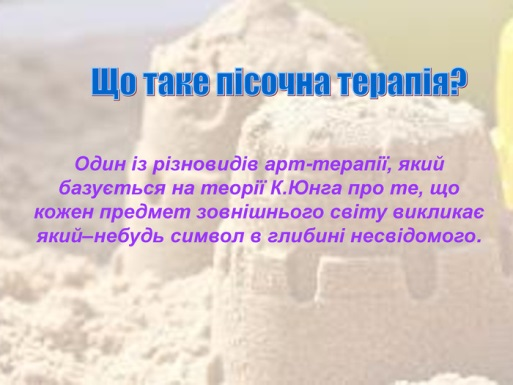 Що таке пісочна терапія?
Один із різновидів арт-терапії, який
базується на теорії К.Юнга про те, що
кожен предмет зовнішнього світу викликає
який–небудь символ в глибині несвідомого.